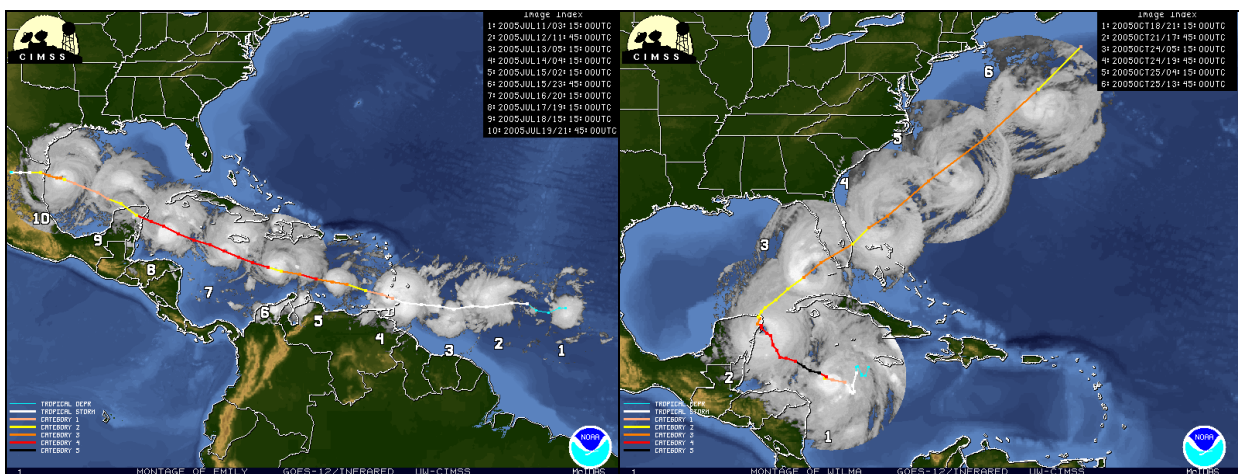 CIMSS
Image Index
1: 2005JUL11/03:15:00UTC
2: 2005JUL12/11:45:00UTC
3: 2005JUL13/05:15:00UTC
4: 2005JUL14/04:15:00UTC
5: 2005JUL15/02:15:00UTC
6: 2005JUL15/23:45:00UTC
7: 2005JUL16/20:15:00UTC
8: 2005JUL17/19:15:00UTC
9: 2005JUL18/15:15:00UTC
10: 2005JUL19/21:45:00UTC
10
9
8
7
6
5
4
3
2
1
TROPICAL DEPR
TROPICAL STORM
CATEGORY 1
CATEGORY 2
CATEGORY 3
CATEGORY 4
CATEGORY 5
NOAA
1 MONTAGE OF EMILY GOES-12/INFRARED UW-CIMSS McIDAS
CIMSS
Image Index
1: 2005OCT18/21:15:00UTC
2: 2005OCT21/17:45:00UTC
3: 2005OCT24/05:15:00UTC
4: 2005OCT24/19:45:00UTC
5: 2005OCT25/04:15:00UTC
6: 2005OCT25/13:45:00UTC
6
5
4
3
2
1
TROPICAL DEPR
TROPICAL STORM
CATEGORY 1
CATEGORY 2
CATEGORY 3
CATEGORY 4
CATEGORY 5
NOAA
1 MONTAGE OF WILMA GOES-12/INFRARED UW-CIMSS McIDAS